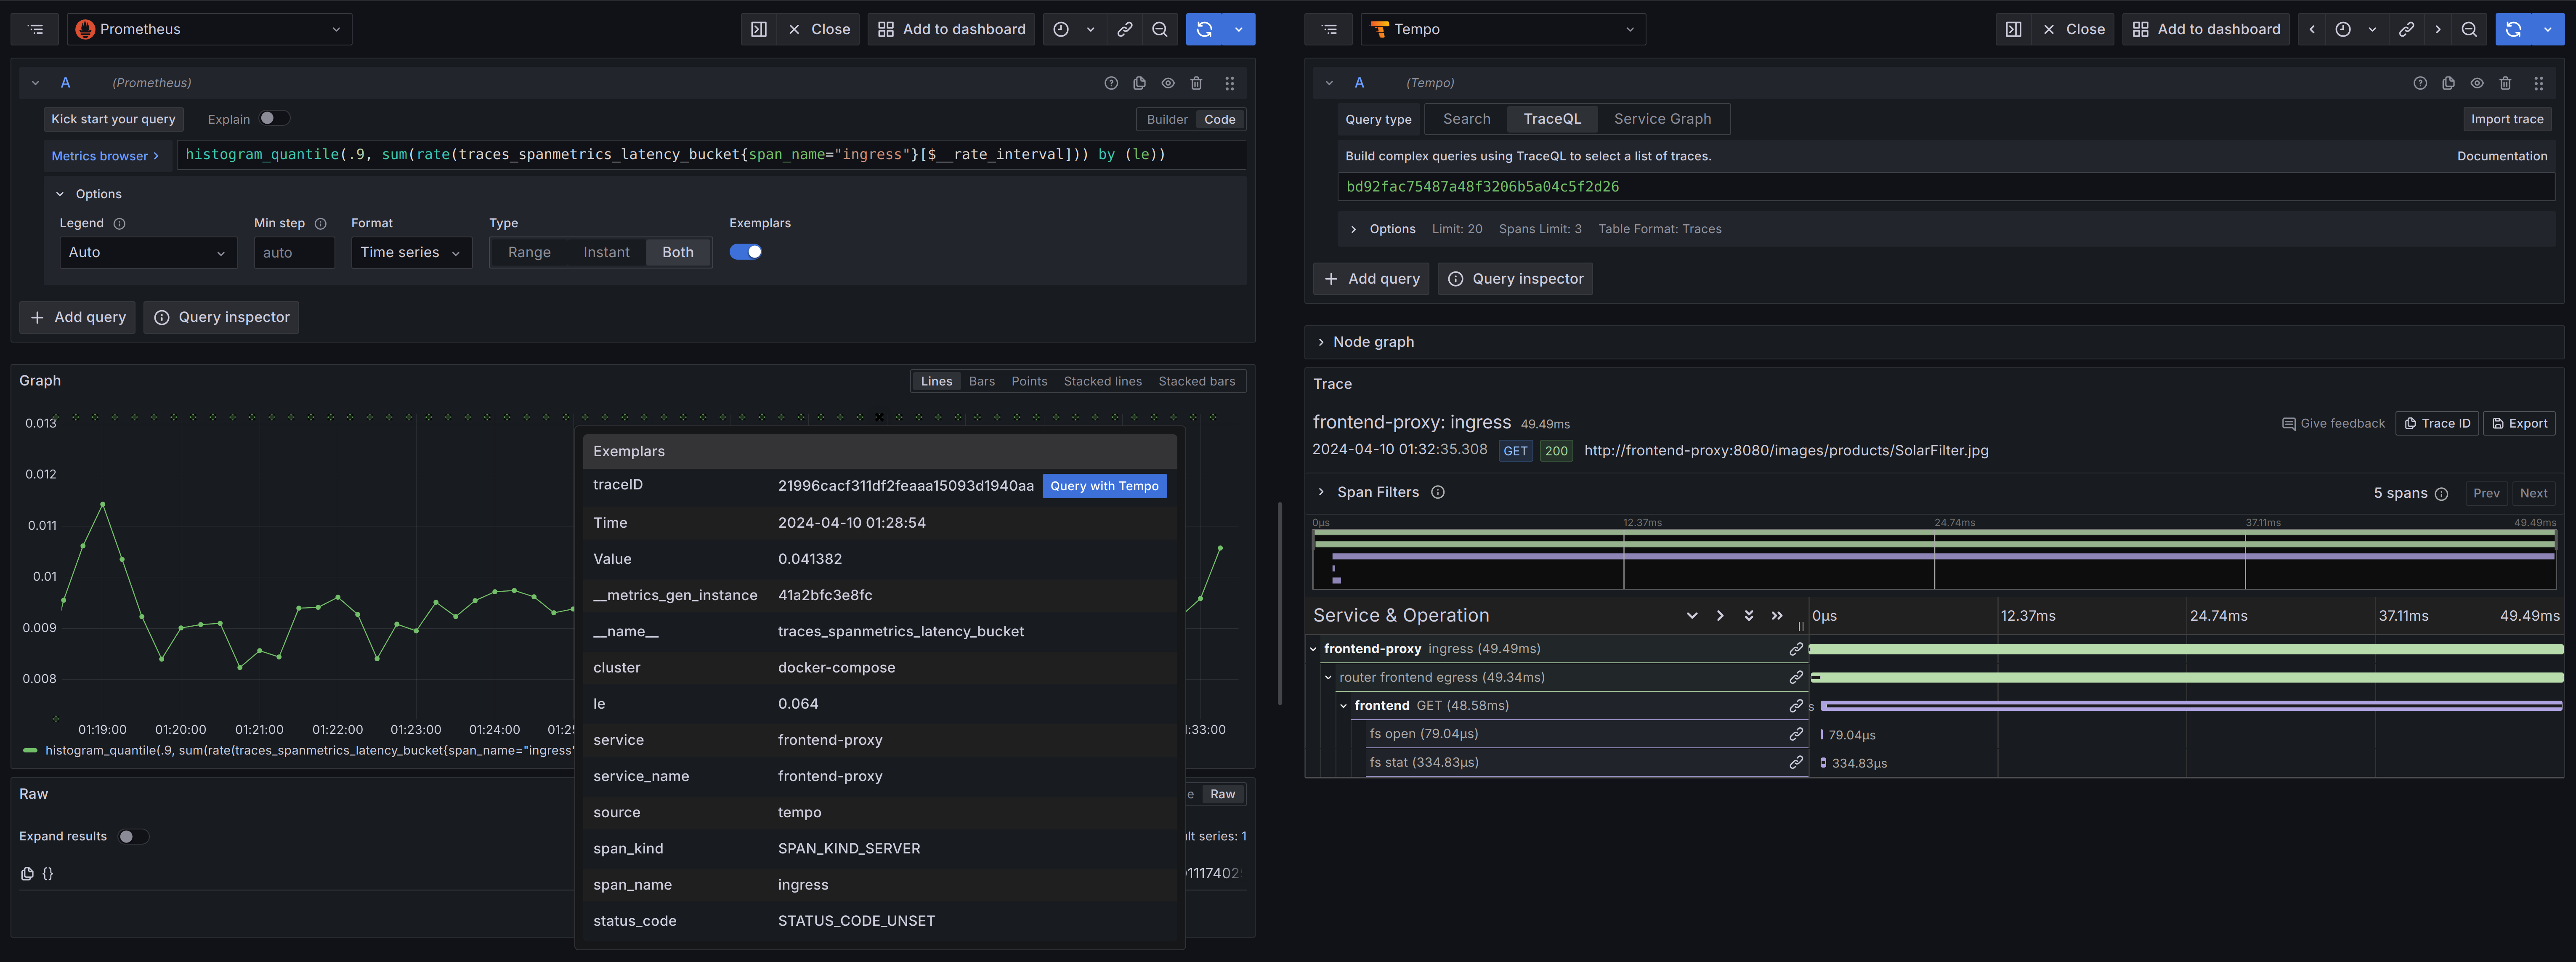 Prometheus
Close
Add to dashboard
A (Prometheus)
Kick start your query Explain
Builder Code
Metrics browser > histogram_quantile(.9, sum(rate(traces_spanmetrics_latency_bucket{span_name="ingress"}[$__rate_interval])) by (le))
Options
Legend Min step Format Type Exemplars
Auto auto Time series Range Instant Both
+ Add query Query inspector
Graph
Lines Bars Points Stacked lines Stacked bars
0.013
0.012
0.011
0.01
0.009
0.008
01:19:00 01:20:00 01:21:00 01:22:00 01:23:00 01:24:00 01:25 :33:00
histogram_quantile(.9, sum(rate(traces_spanmetrics_latency_bucket{span_name="ingress"
Exemplars
traceID 21996cacf311df2feaaa15093d1940aa Query with Tempo
Time 2024-04-10 01:28:54
Value 0.041382
__metrics_gen_instance 41a2bfc3e8fc
__name__ traces_spanmetrics_latency_bucket
cluster docker-compose
le 0.064
service frontend-proxy
service_name frontend-proxy
source tempo
span_kind SPAN_KIND_SERVER
span_name ingress
status_code STATUS_CODE_UNSET
Raw
e Raw
Expand results
lt series: 1
{}
1117402
Tempo
Close
Add to dashboard
A (Tempo)
Query type Search TraceQL Service Graph
Import trace
Build complex queries using TraceQL to select a list of traces.
Documentation
bd92fac75487a48f3206b5a04c5f2d26
Options Limit: 20 Spans Limit: 3 Table Format: Traces
+ Add query Query inspector
Node graph
Trace
frontend-proxy: ingress 49.49ms
Give feedback Trace ID Export
2024-04-10 01:32:35.308 GET 200 http://frontend-proxy:8080/images/products/SolarFilter.jpg
Span Filters
5 spans Prev Next
0μs 12.37ms 24.74ms 37.11ms 49.49ms
Service & Operation
0μs 12.37ms 24.74ms 37.11ms 49.49ms
frontend-proxy ingress (49.49ms)
router frontend egress (49.34ms)
frontend GET (48.58ms)
s
fs open (79.04μs)
79.04μs
fs stat (334.83μs)
334.83μs